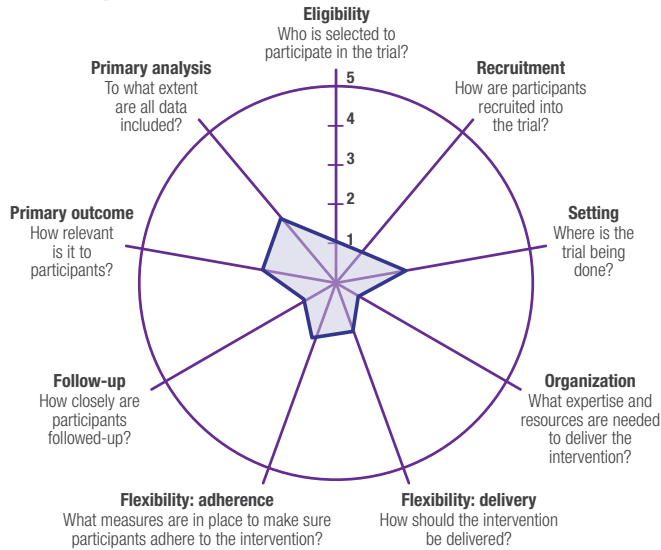 Eligibility
Who is selected to
participate in the trial?
Recruitment
How are participants
recruited into
the trial?
Setting
Where is the
trial being
done?
Organization
What expertise and
resources are needed
to deliver the
intervention?
Flexibility: delivery
How should the intervention
be delivered?
Flexibility: adherence
What measures are in place to make sure
participants adhere to the intervention?
Follow-up
How closely are
participants
followed-up?
Primary outcome
How relevant
is it to
participants?
Primary analysis
To what extent
are all data
included?
5
4
3
2
1